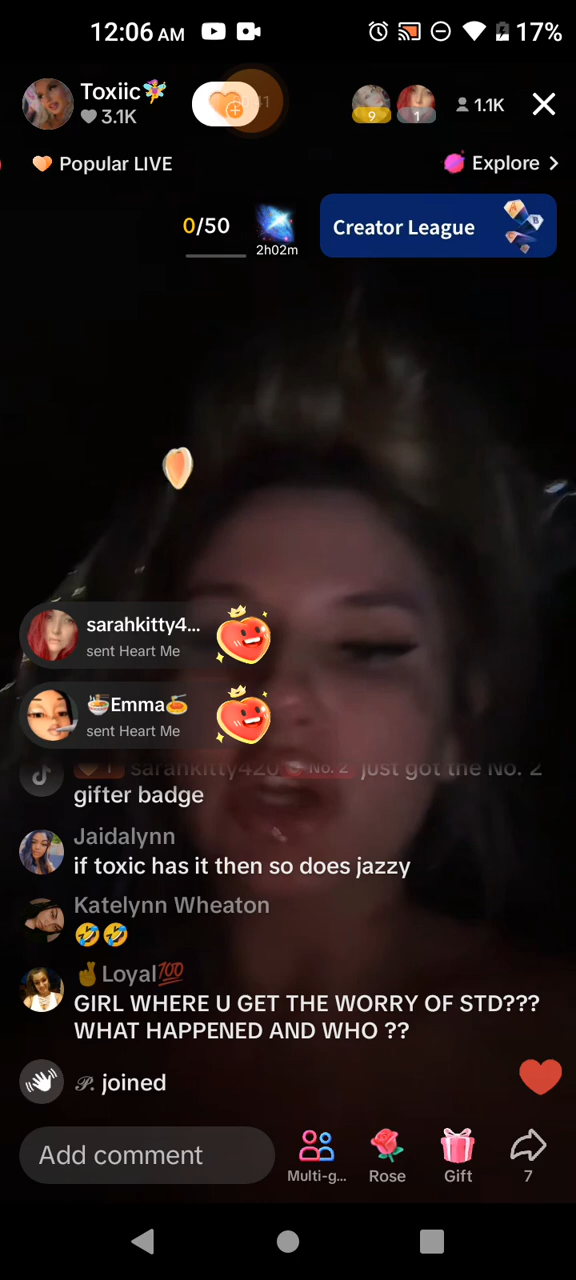 12:06 AM 17%
Toxiic🧚
3.1K
9
1
1.1K
Popular LIVE
Explore >
0/50
2h02m
Creator League
sarahkitty4...
sent Heart Me
🍜Emma🍝
sent Heart Me
1 sarahkitty420 No. 2 just got the No. 2
gifter badge
Jaidalynn
if toxic has it then so does jazzy
Katelynn Wheaton
🤣🤣
🤞Loyal💯
GIRL WHERE U GET THE WORRY OF STD???
WHAT HAPPENED AND WHO ??
𝒫. joined
Add comment
Multi-g...
Rose
Gift
7